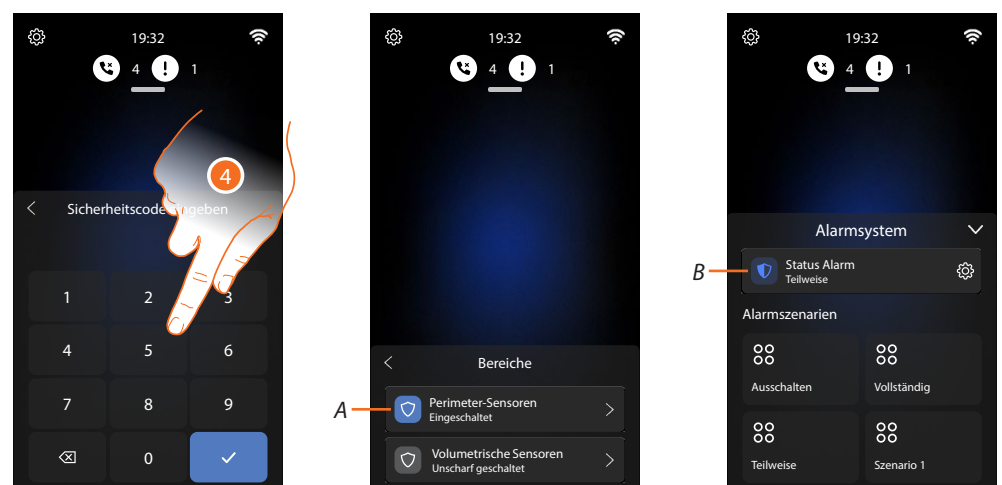 19:32
4 ! 1
4
Sicherheitscode eingeben
1 2 3
4 5 6
7 8 9
0
19:32
4 ! 1
Bereiche
A
Perimeter-Sensoren
Eingeschaltet
Volumetrische Sensoren
Unscharf geschaltet
19:32
4 ! 1
Alarmsystem
B
Status Alarm
Teilweise
Alarmszenarien
Ausschalten Vollständig
Teilweise Szenario 1